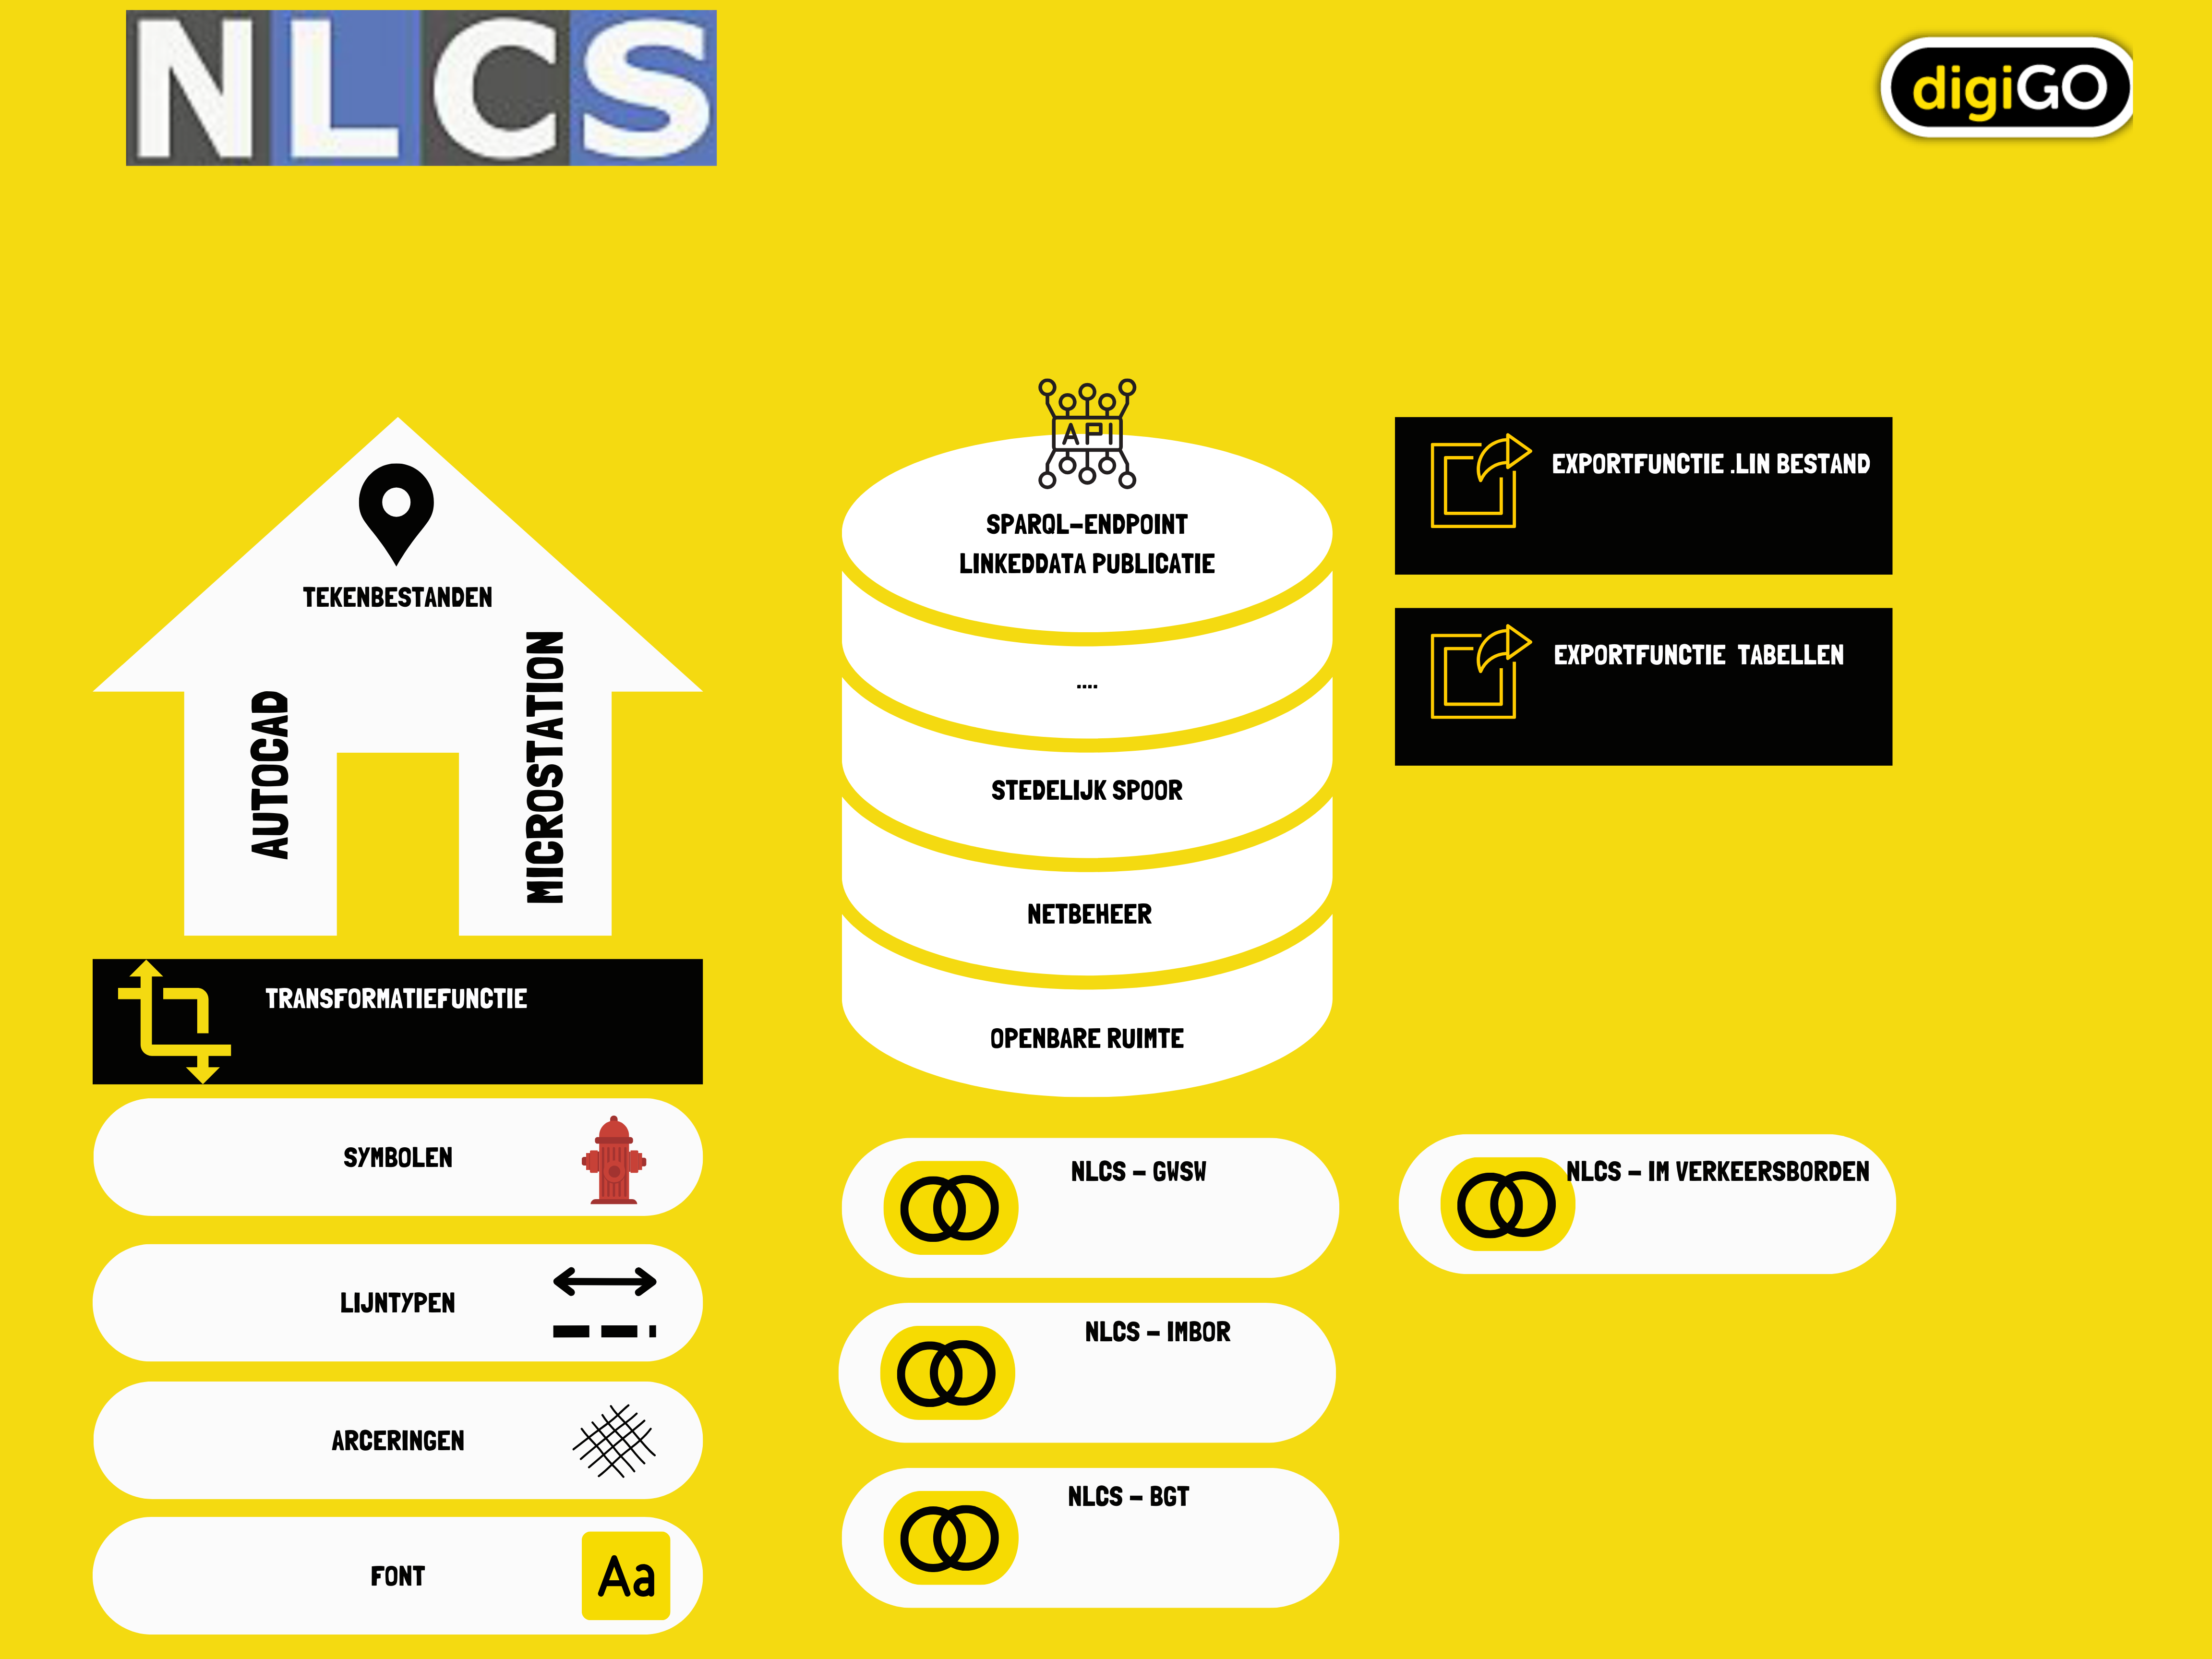 NLCS
digiGO
TEKENBESTANDEN
AUTOCAD
MICROSTATION
TRANSFORMATIEFUNCTIE
SYMBOLEN
LIJNTYPEN
ARCERINGEN
FONT
Aa
API
SPARQL-ENDPOINT
LINKEDDATA PUBLICATIE
....
STEDELIJK SPOOR
NETBEHEER
OPENBARE RUIMTE
NLCS - GWSW
NLCS - IMBOR
NLCS - BGT
EXPORTFUNCTIE .LIN BESTAND
EXPORTFUNCTIE TABELLEN
NLCS - IM VERKEERSBORDEN